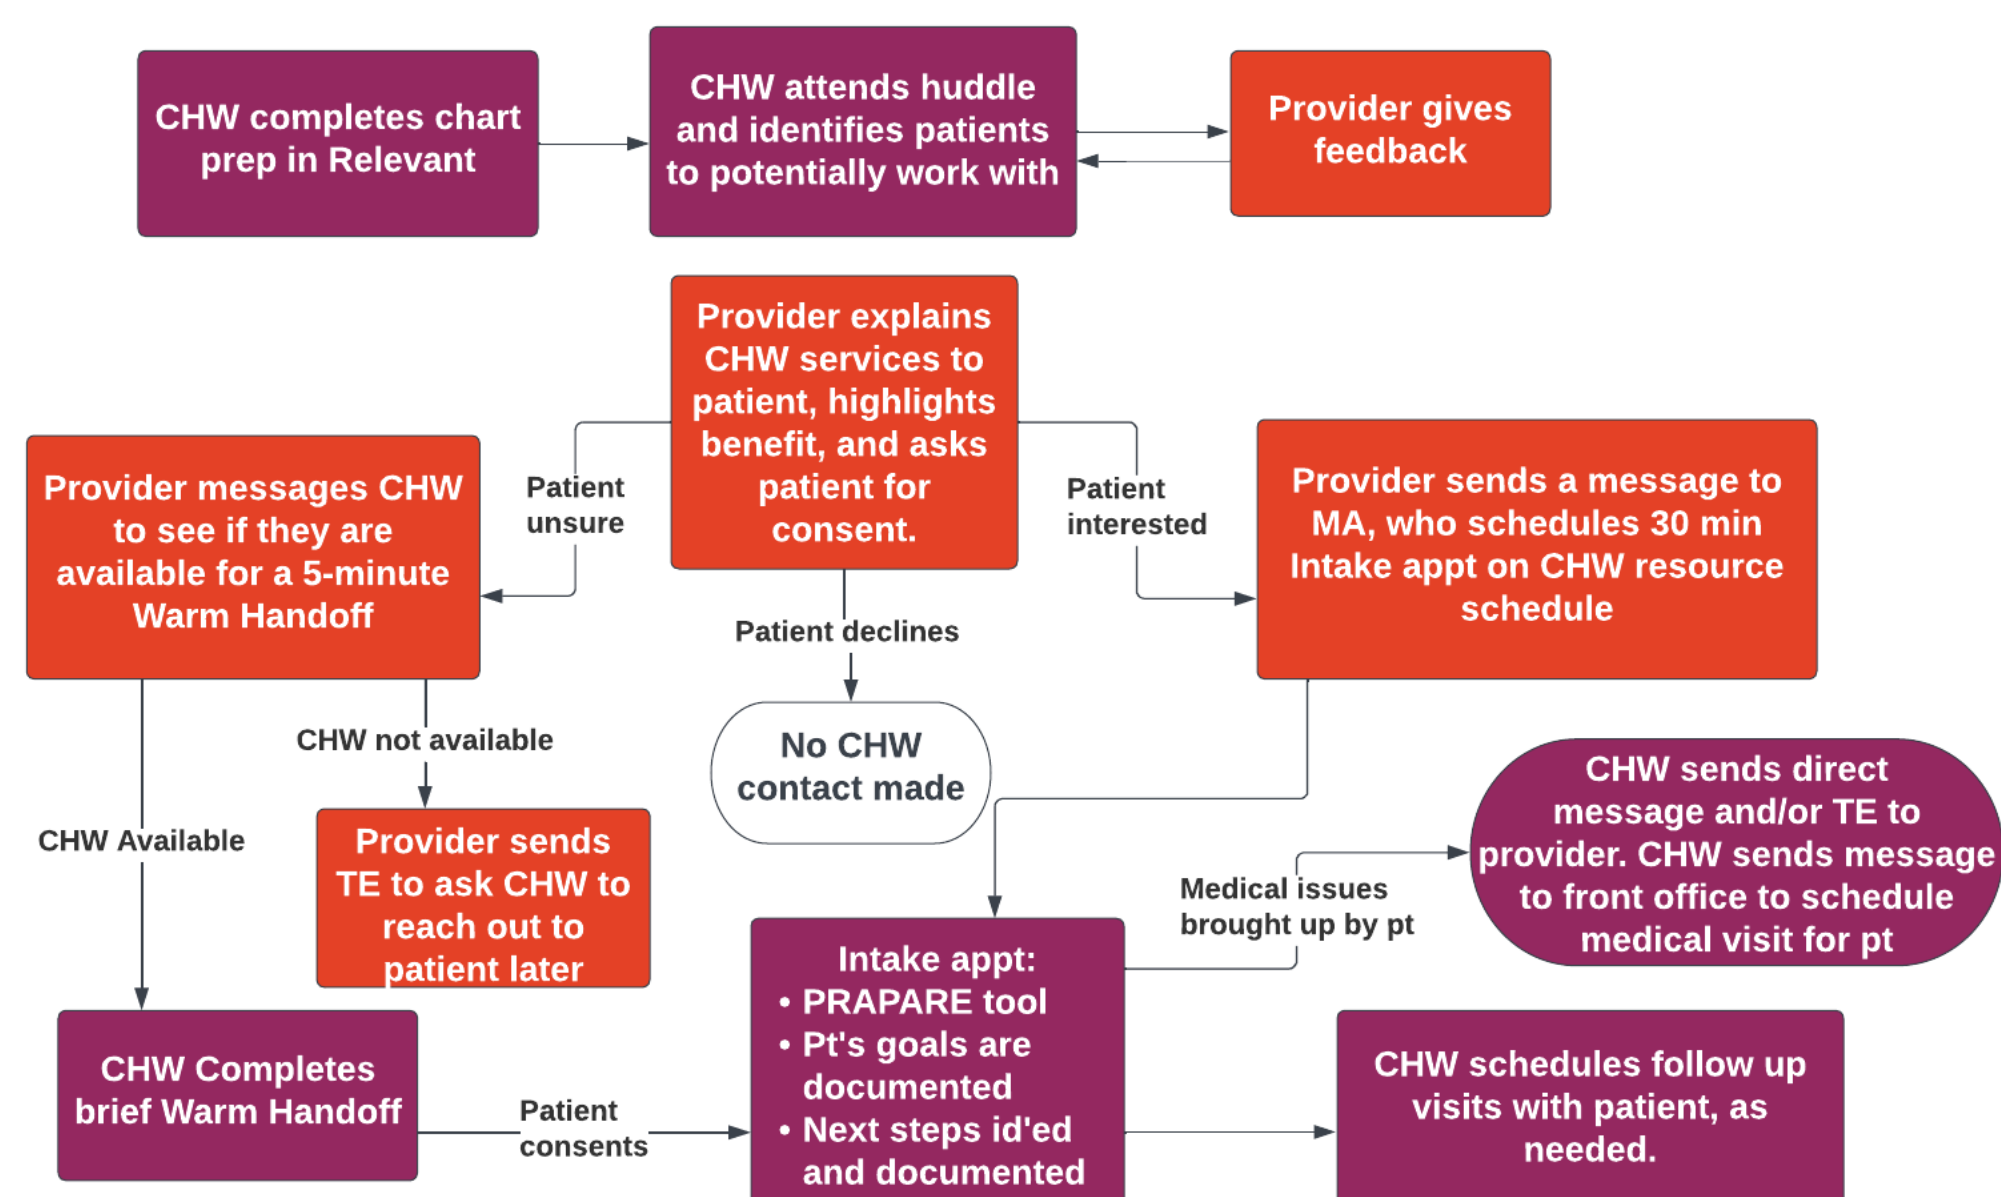 CHW completes chart
prep in Relevant
CHW attends huddle
and identifies patients
to potentially work with
Provider gives
feedback
Provider explains
CHW services to
patient, highlights
benefit, and asks
patient for
consent.
Patient
unsure
Patient
interested
Provider messages CHW
to see if they are
available for a 5-minute
Warm Handoff
Provider sends a message to
MA, who schedules 30 min
Intake appt on CHW resource
schedule
Patient declines
No CHW
contact made
CHW not available
CHW Available
Provider sends
TE to ask CHW to
reach out to
patient later
CHW sends direct
message and/or TE to
provider. CHW sends message
to front office to schedule
medical visit for pt
Medical issues
brought up by pt
CHW Completes
brief Warm Handoff
Patient
consents
Intake appt:
• PRAPARE tool
• Pt's goals are
documented
• Next steps id'ed
and documented
CHW schedules follow up
visits with patient, as
needed.